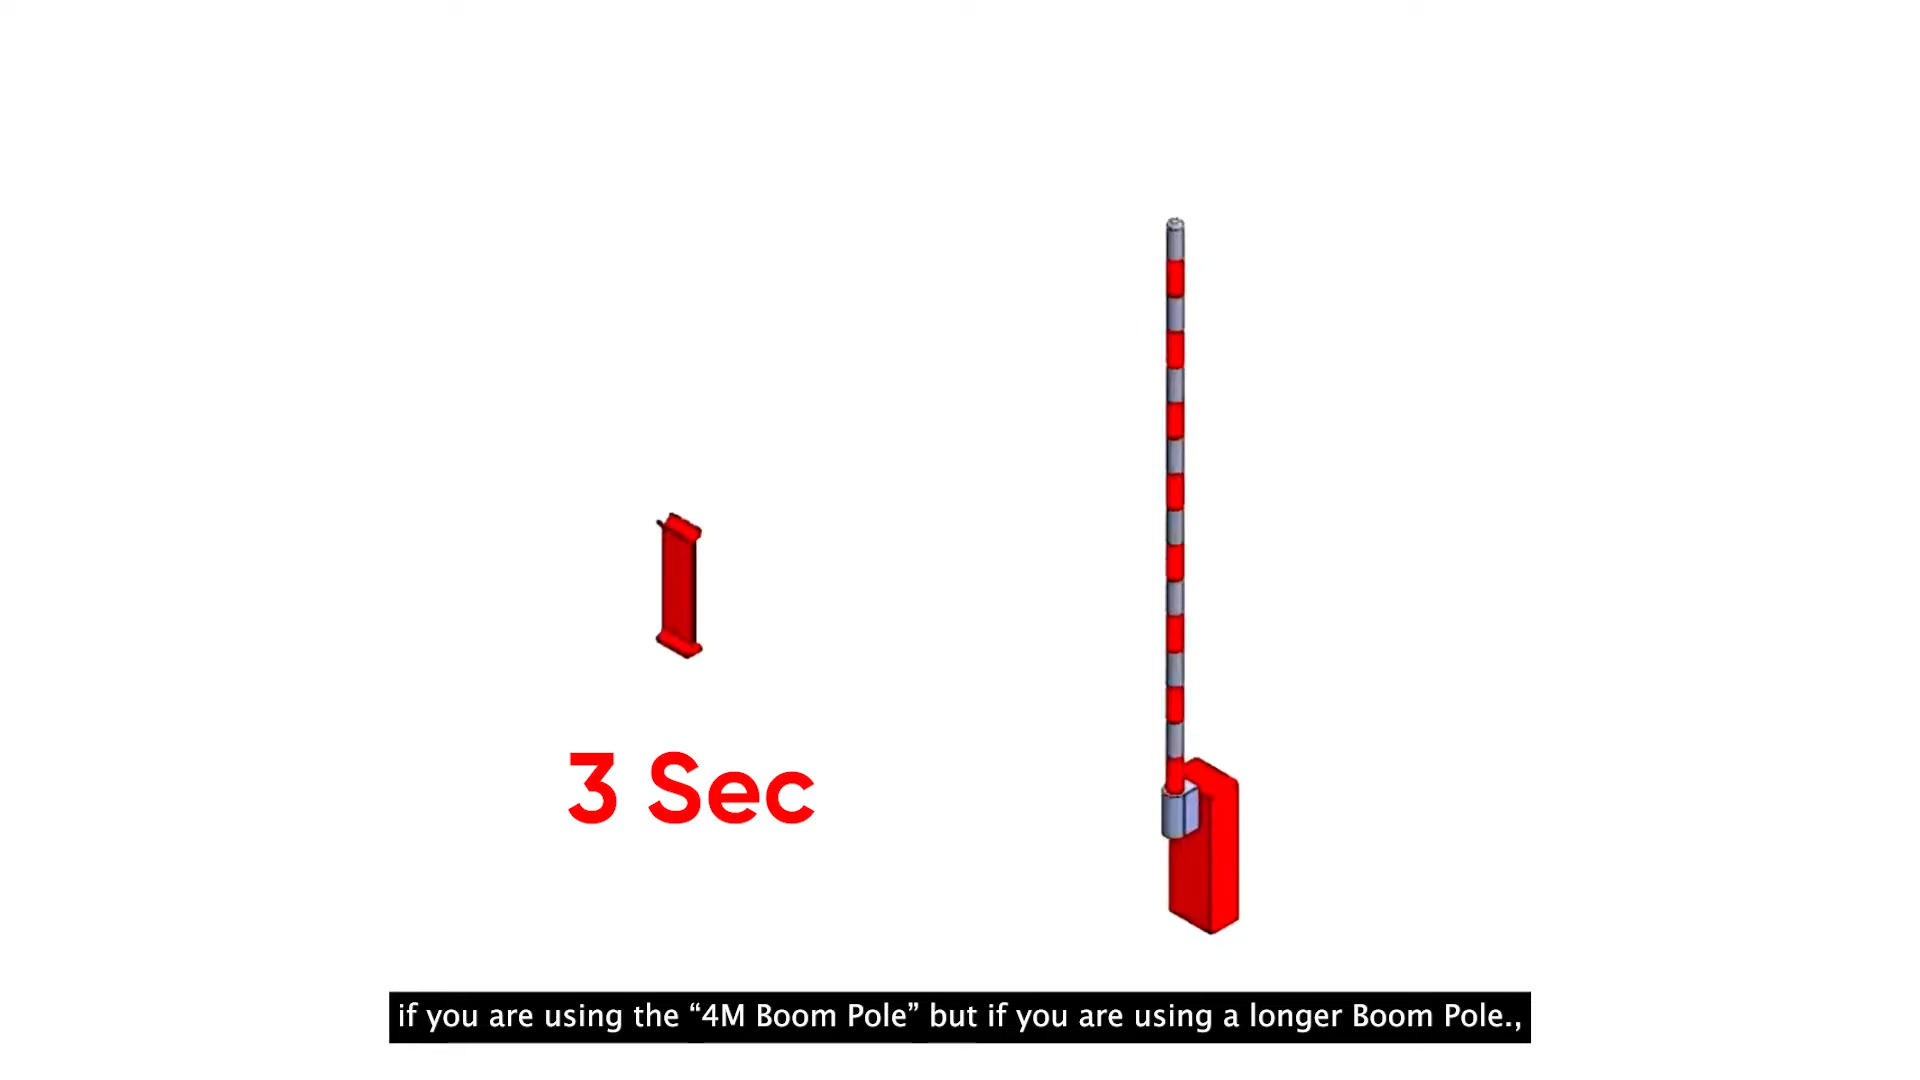 3 Sec
if you are using the “4M Boom Pole” but if you are using a longer Boom Pole.,